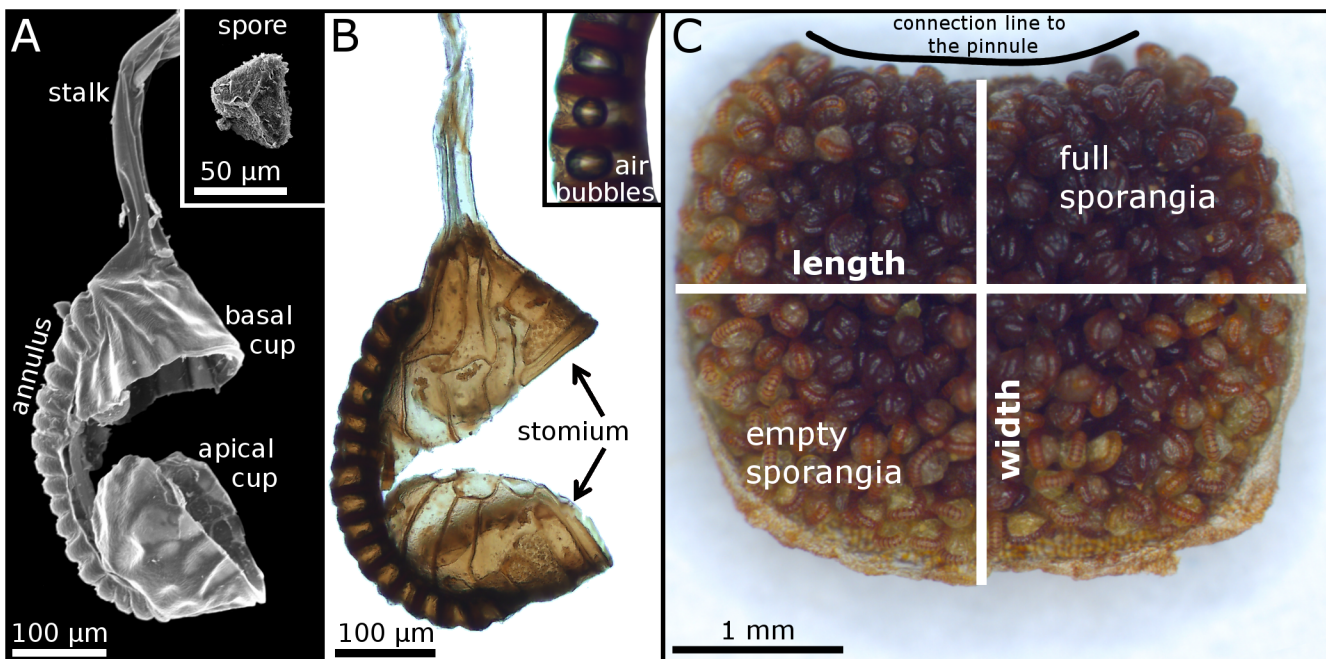 A
spore
stalk
50 µm
basal
cup
annulus
apical
cup
100 µm
B
air
bubbles
stomium
100 µm
C
connection line to
the pinnule
full
sporangia
length
width
empty
sporangia
1 mm